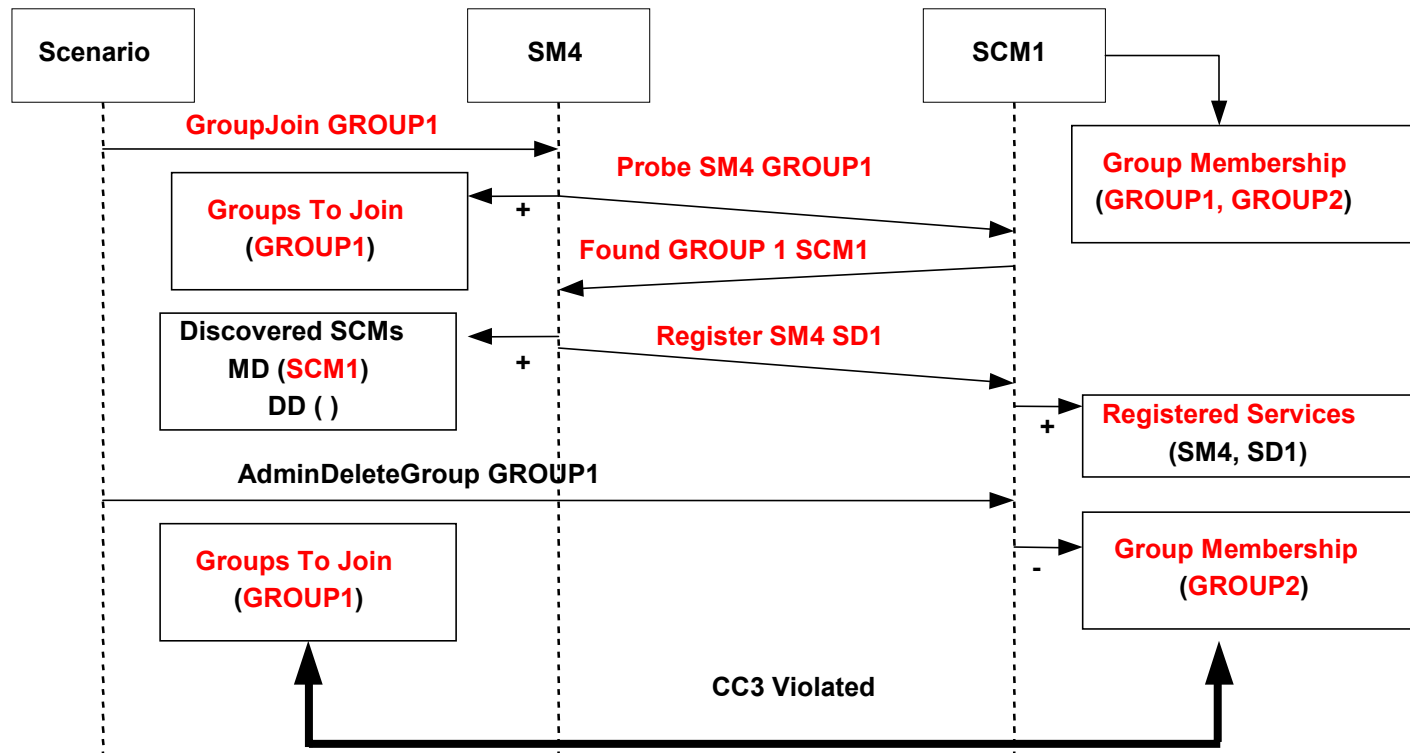 Scenario
SM4
SCM1
GroupJoin GROUP1
Probe SM4 GROUP1
Group Membership
(GROUP1, GROUP2)
Groups To Join
(GROUP1)
+
Found GROUP 1 SCM1
Discovered SCMs
MD (SCM1)
DD ( )
+
Register SM4 SD1
+
Registered Services
(SM4, SD1)
AdminDeleteGroup GROUP1
Groups To Join
(GROUP1)
-
Group Membership
(GROUP2)
CC3 Violated